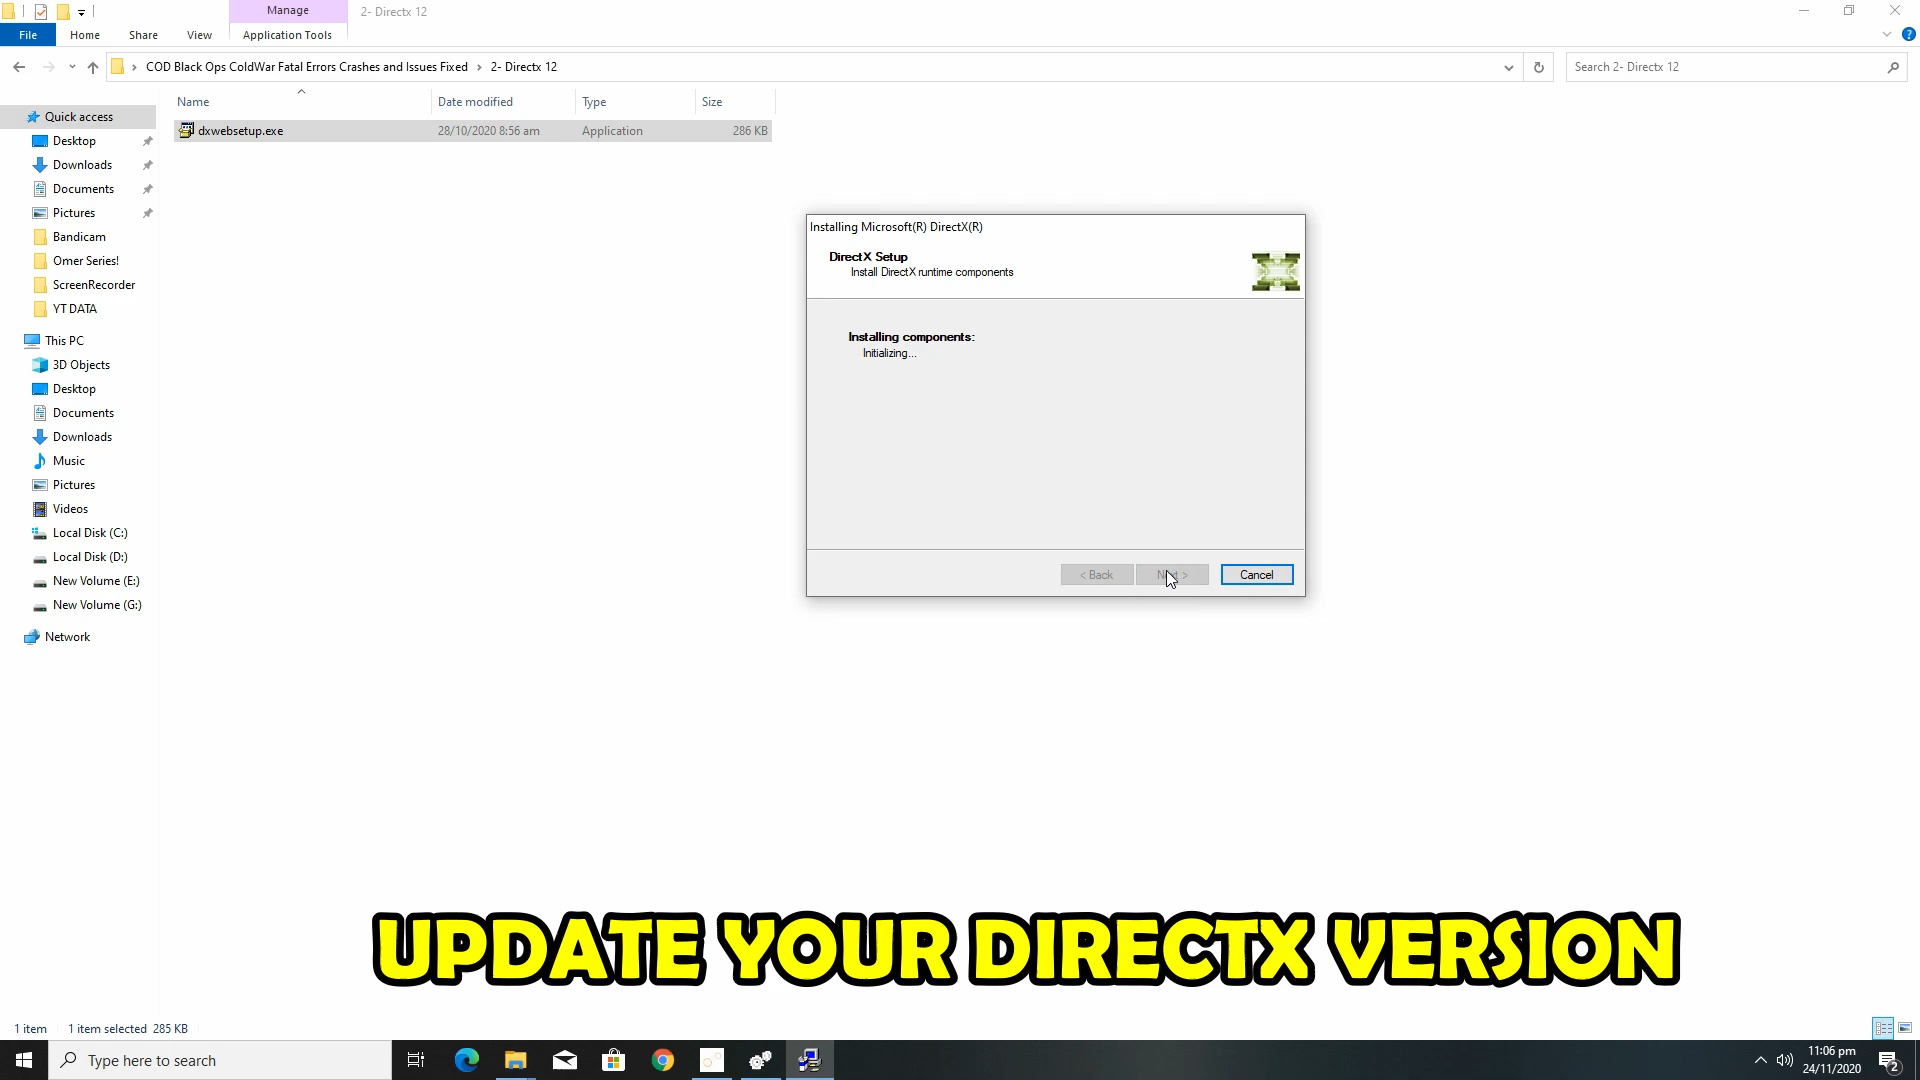 Manage
2- Directx 12
File
Home
Share
View
Application Tools
COD Black Ops ColdWar Fatal Errors Crashes and Issues Fixed
2- Directx 12
Search 2- Directx 12
Name
Date modified
Type
Size
dxwebsetup.exe
28/10/2020 8:56 am
Application
286 KB
Quick access
Desktop
Downloads
Documents
Pictures
Bandicam
Omer Series!
ScreenRecorder
YT DATA
This PC
3D Objects
Desktop
Documents
Downloads
Music
Pictures
Videos
Local Disk (C:)
Local Disk (D:)
New Volume (E:)
New Volume (G:)
Network
Installing Microsoft(R) DirectX(R)
DirectX Setup
Install DirectX runtime components
Installing components:
Initializing...
< Back
Cancel
UPDATE YOUR DIRECTX VERSION
1 item
1 item selected 285 KB
Type here to search
11:06 pm
24/11/2020
2